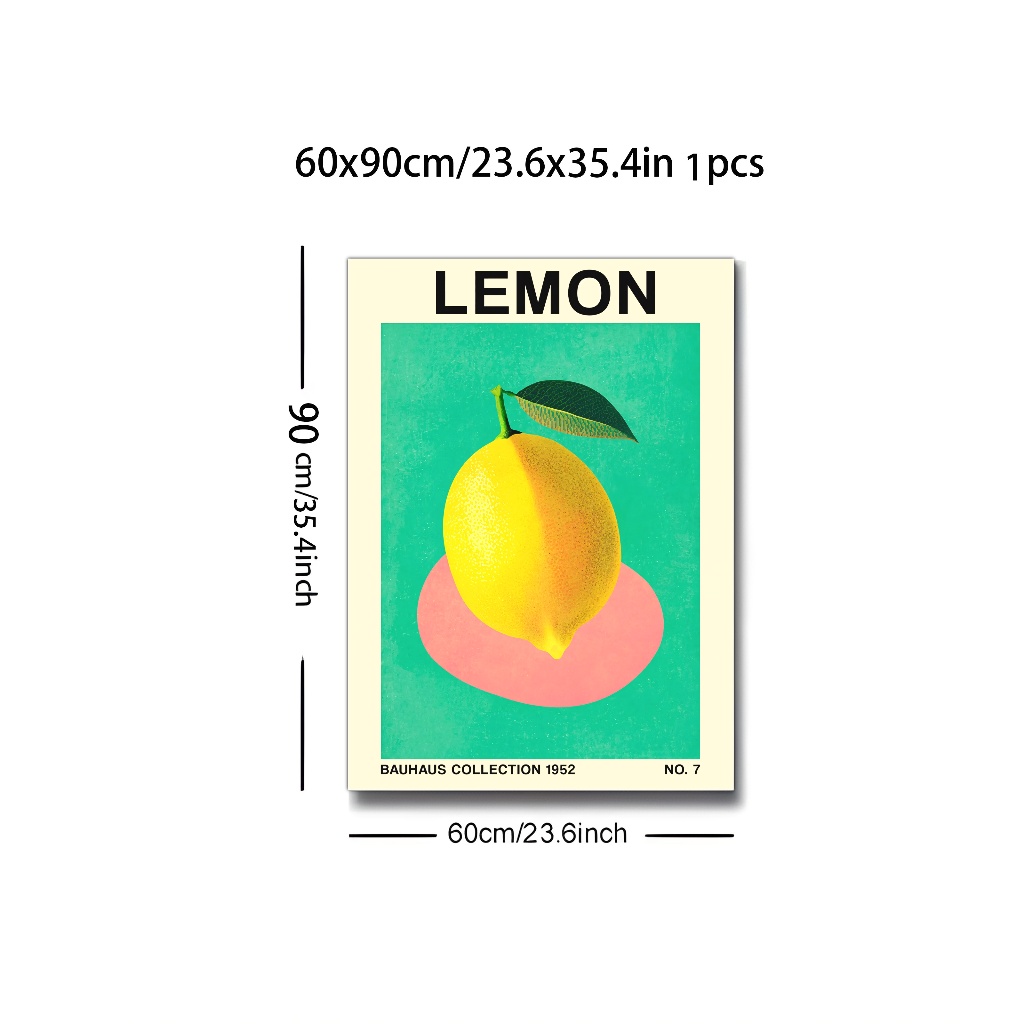 60x90cm/23.6x35.4in 1pcs
LEMON
90 cm/35.4inch
BAUHAUS COLLECTION 1952
NO. 7
60cm/23.6inch